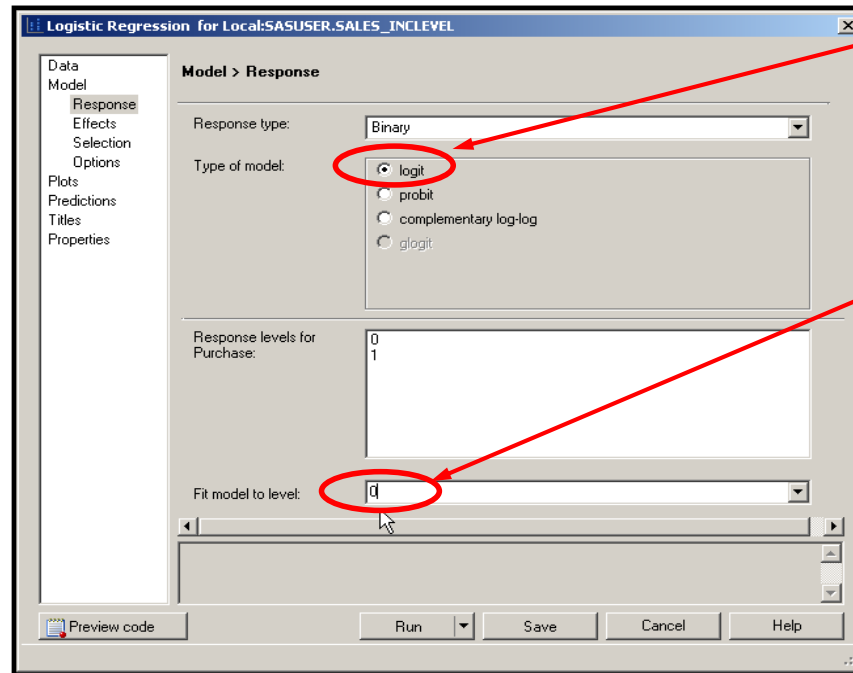 Logistic Regression for Local:SASUSER.SALES_INCLEVEL
Data
Model
Response
Effects
Selection
Options
Plots
Predictions
Titles
Properties
Model > Response
Response type:
Binary
Type of model:
logit
probit
complementary log-log
glogit
Response levels for
Purchase:
0
1
Fit model to level:
0
Preview code
Run
Save
Cancel
Help